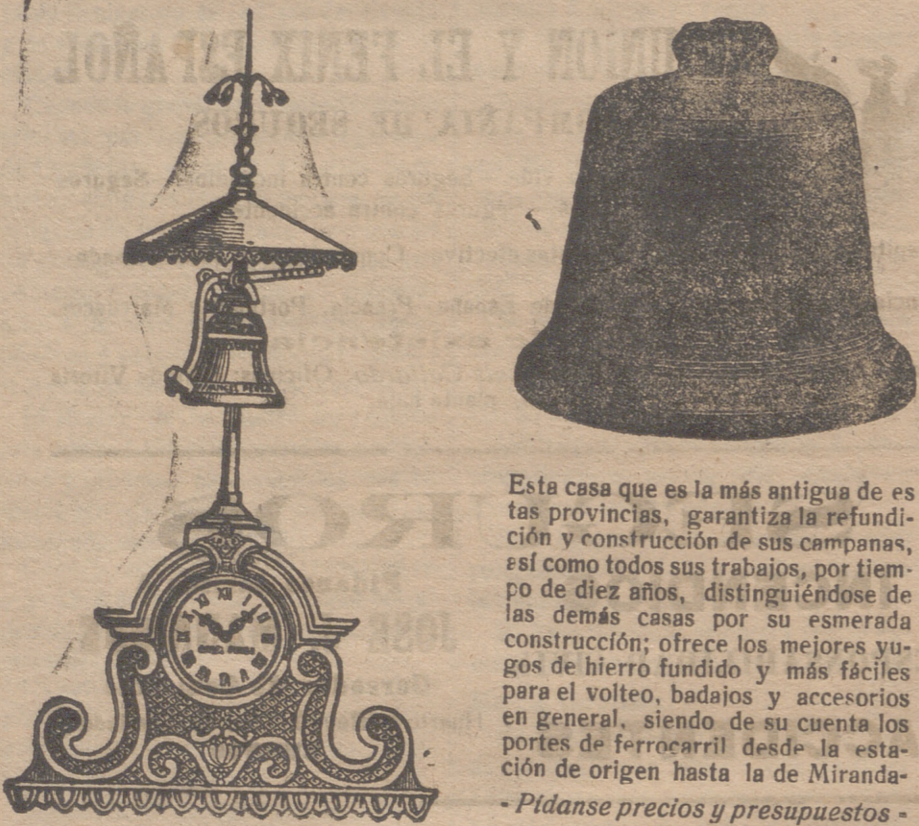 Esta casa que es la más antigua de es
tas provincias, garantiza la refundi-
ción y construcción de sus campanas,
así como todos sus trabajos, por tiem-
po de diez años, distinguiéndose de
las demás casas por su esmerada
construcción; ofrece los mejores yu-
gos de hierro fundido y más fáciles
para el volteo, badajos y accesorios
en general, siendo de su cuenta los
portes de ferrocarril desde la esta-
ción de origen hasta la de Miranda-
- Pídanse precios y presupuestos -